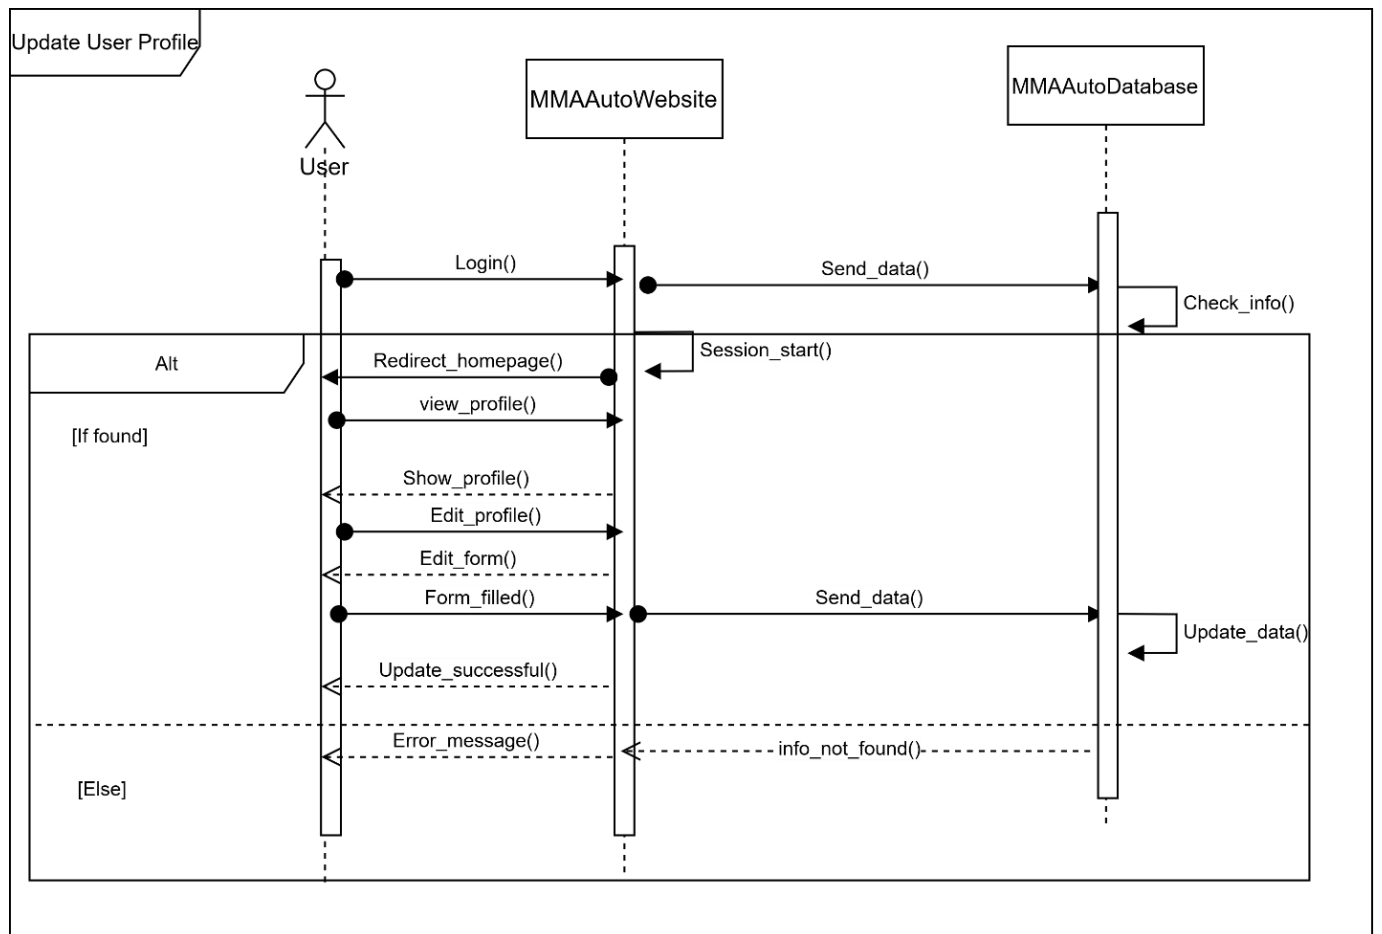 Update User Profile
MMAAutoWebsite
MMAAutoDatabase
User
Login()
Send_data()
Check_info()
Alt
Session_start()
Redirect_homepage()
view_profile()
[If found]
Show_profile()
Edit_profile()
Edit_form()
Form_filled()
Send_data()
Update_data()
Update_successful()
Error_message()
info_not_found()
[Else]